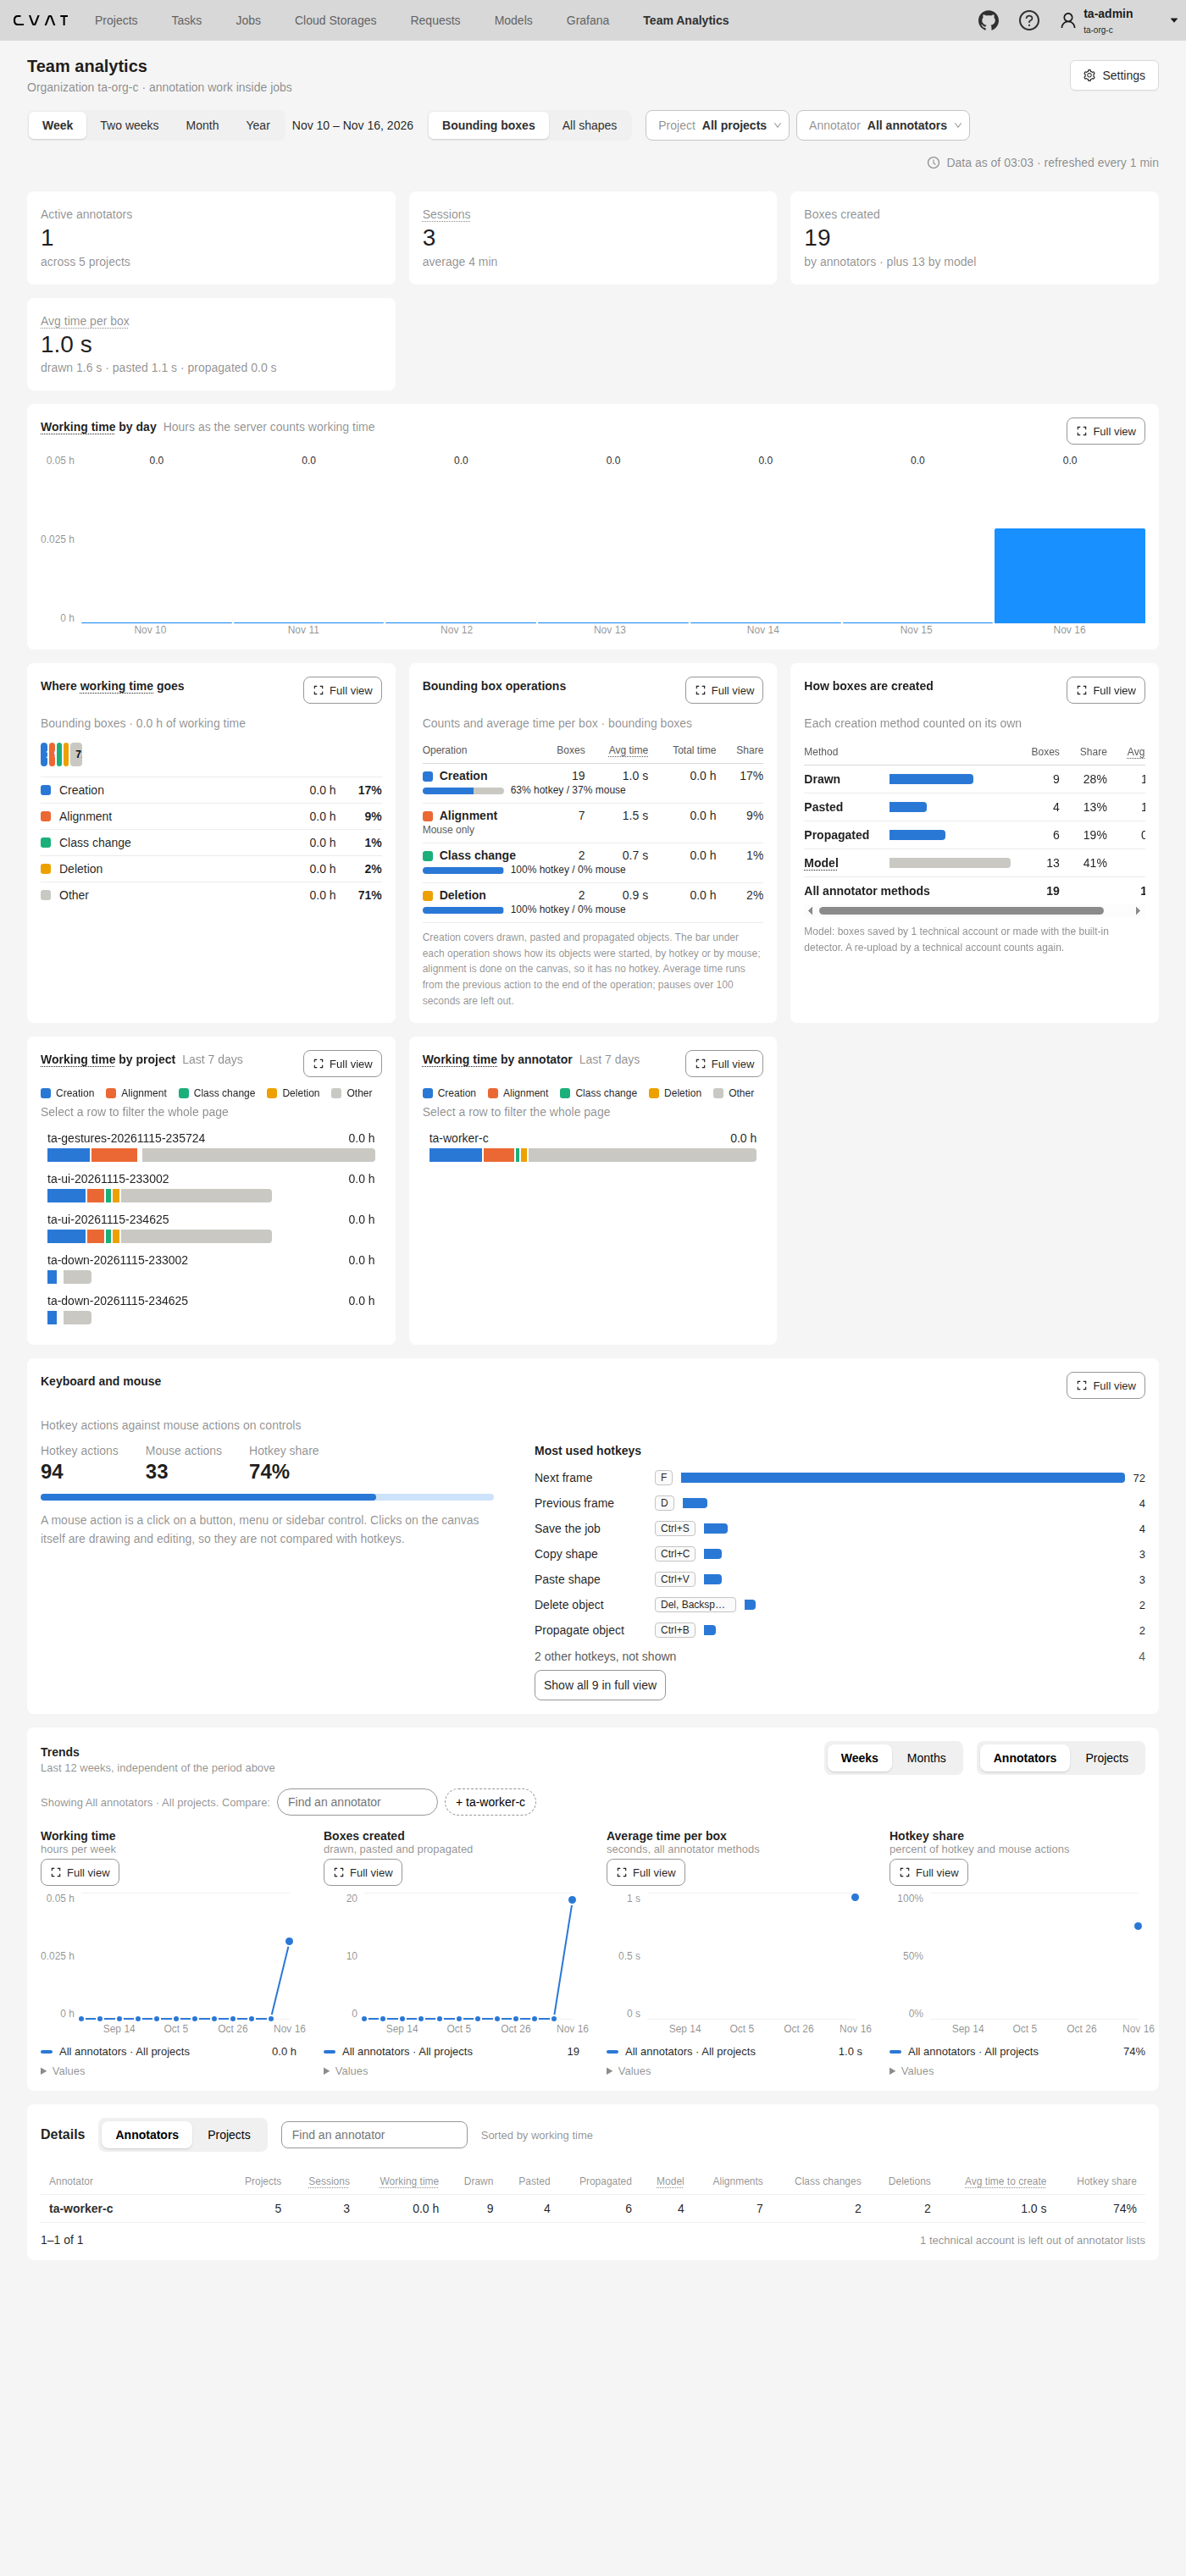 CVAT Projects Tasks Jobs Cloud Storages Requests Models Grafana Team Analytics ta-admin
ta-org-c
Team analytics
Organization ta-org-c · annotation work inside jobs
Settings
Week Two weeks Month Year Nov 10 – Nov 16, 2026 Bounding boxes All shapes Project All projects Annotator All annotators
Data as of 03:03 · refreshed every 1 min
Active annotators
1
across 5 projects
Sessions
3
average 4 min
Boxes created
19
by annotators · plus 13 by model
Avg time per box
1.0 s
drawn 1.6 s · pasted 1.1 s · propagated 0.0 s
Working time by day Hours as the server counts working time
Full view
0.05 h 0.0 0.0 0.0 0.0 0.0 0.0 0.0
0.025 h
0 h
Nov 10 Nov 11 Nov 12 Nov 13 Nov 14 Nov 15 Nov 16
Where working time goes
Full view
Bounding boxes · 0.0 h of working time
7
Creation 0.0 h 17%
Alignment 0.0 h 9%
Class change 0.0 h 1%
Deletion 0.0 h 2%
Other 0.0 h 71%
Bounding box operations
Full view
Counts and average time per box · bounding boxes
Operation Boxes Avg time Total time Share
Creation 19 1.0 s 0.0 h 17%
63% hotkey / 37% mouse
Alignment 7 1.5 s 0.0 h 9%
Mouse only
Class change 2 0.7 s 0.0 h 1%
100% hotkey / 0% mouse
Deletion 2 0.9 s 0.0 h 2%
100% hotkey / 0% mouse
Creation covers drawn, pasted and propagated objects. The bar under
each operation shows how its objects were started, by hotkey or by mouse;
alignment is done on the canvas, so it has no hotkey. Average time runs
from the previous action to the end of the operation; pauses over 100
seconds are left out.
How boxes are created
Full view
Each creation method counted on its own
Method Boxes Share Avg
Drawn 9 28% 1
Pasted 4 13% 1
Propagated 6 19% 0
Model 13 41%
All annotator methods 19 1
Model: boxes saved by 1 technical account or made with the built-in
detector. A re-upload by a technical account counts again.
Working time by project Last 7 days
Full view
Creation Alignment Class change Deletion Other
Select a row to filter the whole page
ta-gestures-20261115-235724 0.0 h
ta-ui-20261115-233002 0.0 h
ta-ui-20261115-234625 0.0 h
ta-down-20261115-233002 0.0 h
ta-down-20261115-234625 0.0 h
Working time by annotator Last 7 days
Full view
Creation Alignment Class change Deletion Other
Select a row to filter the whole page
ta-worker-c 0.0 h
Keyboard and mouse
Full view
Hotkey actions against mouse actions on controls
Hotkey actions Mouse actions Hotkey share
94 33 74%
A mouse action is a click on a button, menu or sidebar control. Clicks on the canvas
itself are drawing and editing, so they are not compared with hotkeys.
Most used hotkeys
Next frame F 72
Previous frame D 4
Save the job Ctrl+S 4
Copy shape Ctrl+C 3
Paste shape Ctrl+V 3
Delete object Del, Backsp… 2
Propagate object Ctrl+B 2
2 other hotkeys, not shown 4
Show all 9 in full view
Trends
Last 12 weeks, independent of the period above
Weeks Months Annotators Projects
Showing All annotators · All projects. Compare: Find an annotator + ta-worker-c
Working time
hours per week
Full view
0.05 h
0.025 h
0 h
Sep 14 Oct 5 Oct 26 Nov 16
All annotators · All projects 0.0 h
Values
Boxes created
drawn, pasted and propagated
Full view
20
10
0
Sep 14 Oct 5 Oct 26 Nov 16
All annotators · All projects 19
Values
Average time per box
seconds, all annotator methods
Full view
1 s
0.5 s
0 s
Sep 14 Oct 5 Oct 26 Nov 16
All annotators · All projects 1.0 s
Values
Hotkey share
percent of hotkey and mouse actions
Full view
100%
50%
0%
Sep 14 Oct 5 Oct 26 Nov 16
All annotators · All projects 74%
Values
Details Annotators Projects Find an annotator Sorted by working time
Annotator Projects Sessions Working time Drawn Pasted Propagated Model Alignments Class changes Deletions Avg time to create Hotkey share
ta-worker-c 5 3 0.0 h 9 4 6 4 7 2 2 1.0 s 74%
1–1 of 1
1 technical account is left out of annotator lists